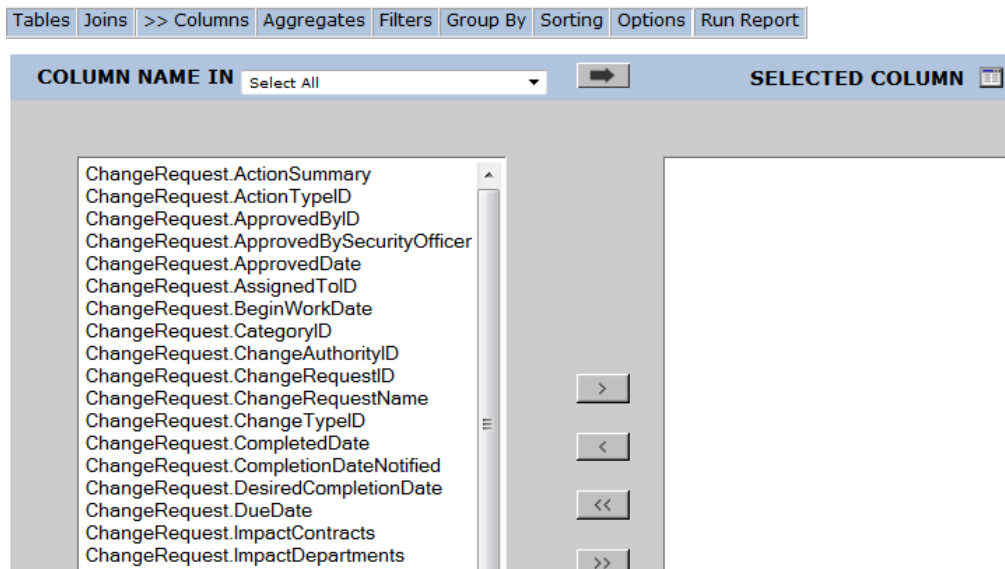 Tables Joins >> Columns Aggregates Filters Group By Sorting Options Run Report
COLUMN NAME IN Select All SELECTED COLUMN
ChangeRequest.ActionSummary
ChangeRequest.ActionTypeID
ChangeRequest.ApprovedByID
ChangeRequest.ApprovedBySecurityOfficer
ChangeRequest.ApprovedDate
ChangeRequest.AssignedToID
ChangeRequest.BeginWorkDate
ChangeRequest.CategoryID
ChangeRequest.ChangeAuthorityID
ChangeRequest.ChangeRequestID
>
ChangeRequest.ChangeRequestName
ChangeRequest.ChangeTypeID
ChangeRequest.CompletedDate
<
ChangeRequest.CompletionDateNotified
ChangeRequest.DesiredCompletionDate
ChangeRequest.DueDate
<<
ChangeRequest.ImpactContracts
ChangeRequest.ImpactDepartments
>>